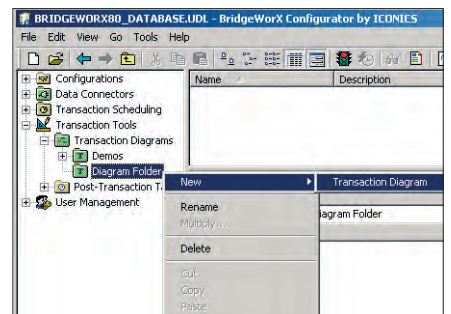 BRIDGEWORX80_DATABASE.UDL - BridgeWorX Configurator by ICONICS
File Edit View Go Tools Help
Name Description
Configurations
Data Connectors
Transaction Scheduling
Transaction Tools
Transaction Diagrams
Demos
Diagram Folder
Post-Transaction T
User Management
New Transaction Diagram
Rename
iagram Folder
Multiply...
Delete
Cut
Copy
Paste